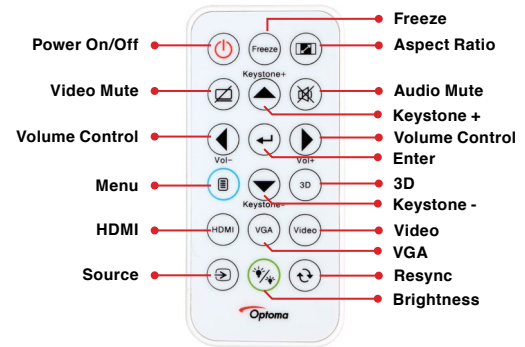 Freeze
Power On/Off
Freeze
Aspect Ratio
Keystone+
Video Mute
Audio Mute
Keystone +
Volume Control
Volume Control
Vol-
Vol+
Enter
Menu
3D
3D
Keystone-
Keystone -
HDMI
HDMI
VGA
Video
Video
VGA
Source
Resync
Brightness
Optoma